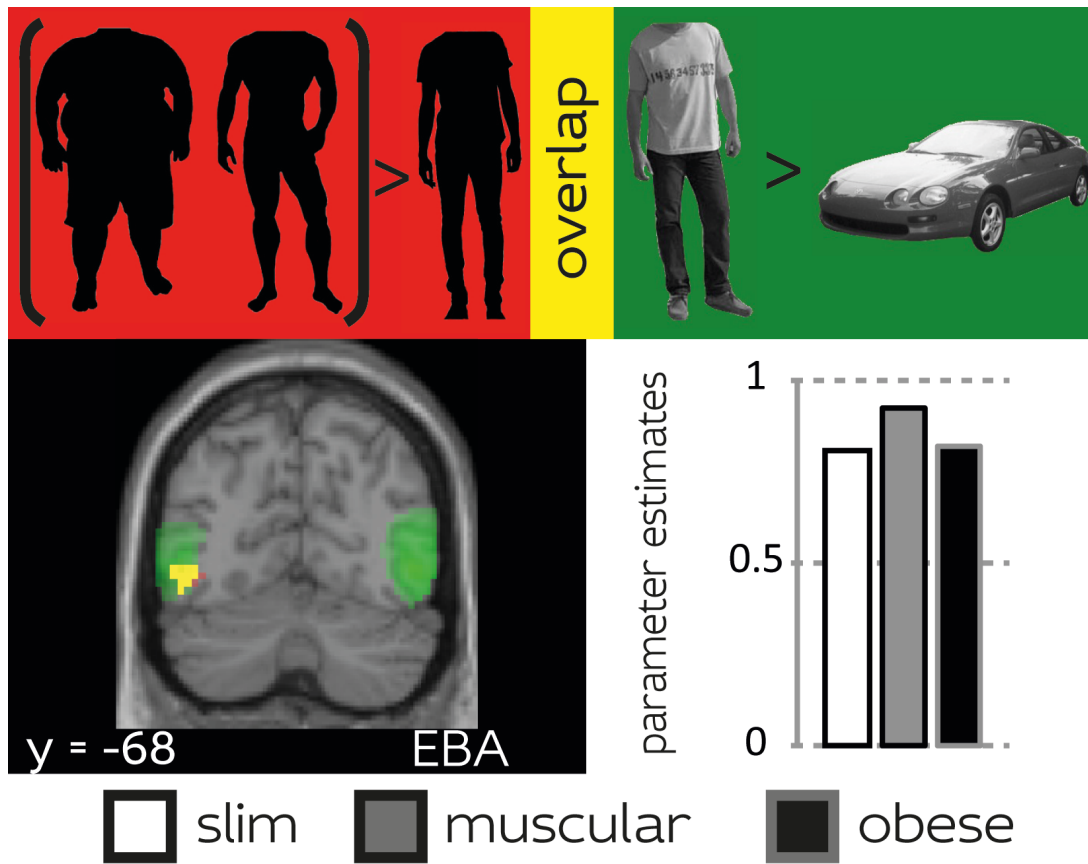 ( ) >
overlap
>
y = -68
EBA
parameter estimates
1
0.5
0
slim
muscular
obese